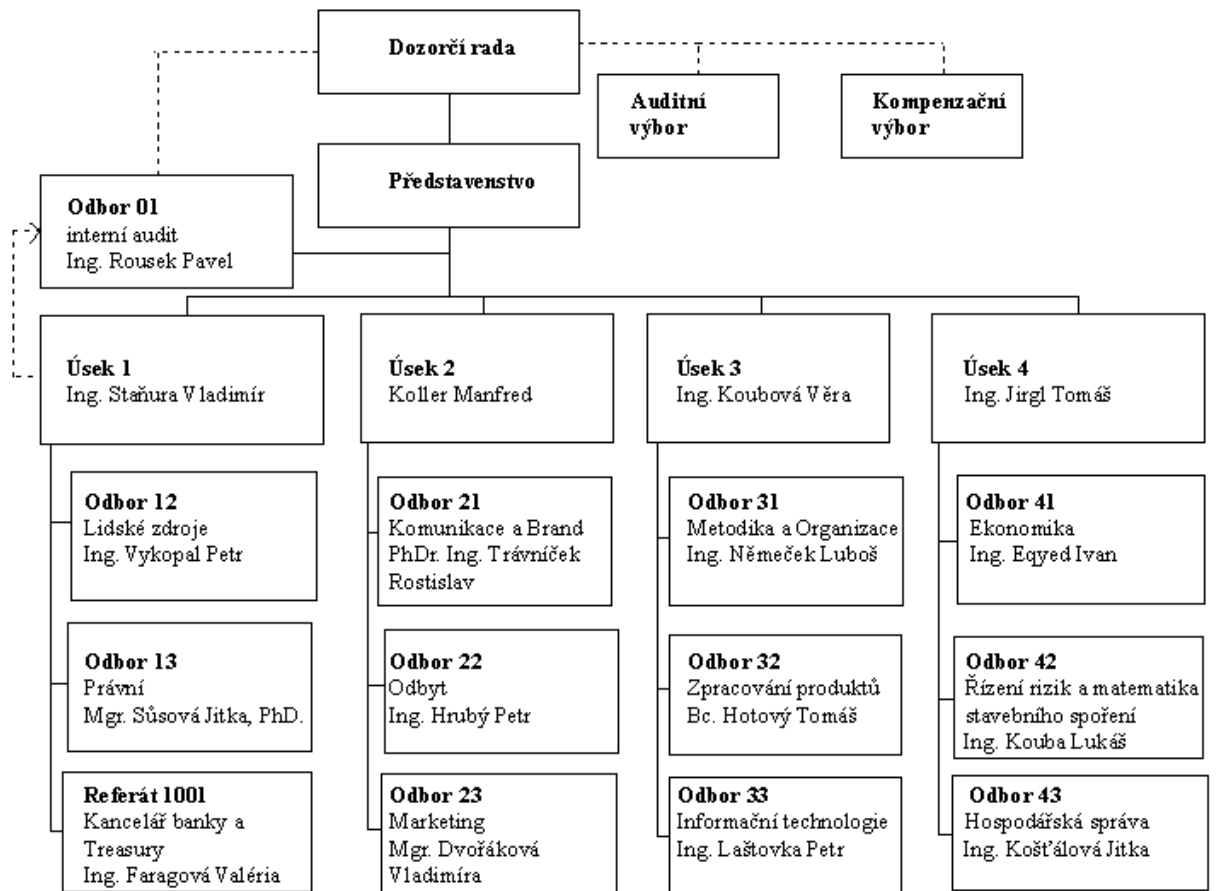 Dozorčí rada
Auditní
výbor
Kompenzační
výbor
Představenstvo
Odbor 01
interní audit
Ing. Rousek Pavel
Úsek 1
Ing. Staňura Vladimír
Úsek 2
Koller Manfred
Úsek 3
Ing. Koubová Věra
Úsek 4
Ing. Jirgl Tomáš
Odbor 12
Lidské zdroje
Ing. Vykopal Petr
Odbor 21
Komunikace a Brand
PhDr. Ing. Trávníček
Rostislav
Odbor 31
Metodika a Organizace
Ing. Němeček Luboš
Odbor 41
Ekonomika
Ing. Eqyed Ivan
Odbor 13
Právní
Mgr. Sůsová Jitka, PhD.
Odbor 22
Odbyt
Ing. Hrubý Petr
Odbor 32
Zpracování produktů
Bc. Hotový Tomáš
Odbor 42
Řízení rizik a matematika
stavebního spoření
Ing. Kouba Lukáš
Referát 1001
Kancelář banky a
Treasury
Ing. Faragová Valéria
Odbor 23
Marketing
Mgr. Dvořáková
Vladimíra
Odbor 33
Informační technologie
Ing. Laštovka Petr
Odbor 43
Hospodářská správa
Ing. Košťálová Jitka